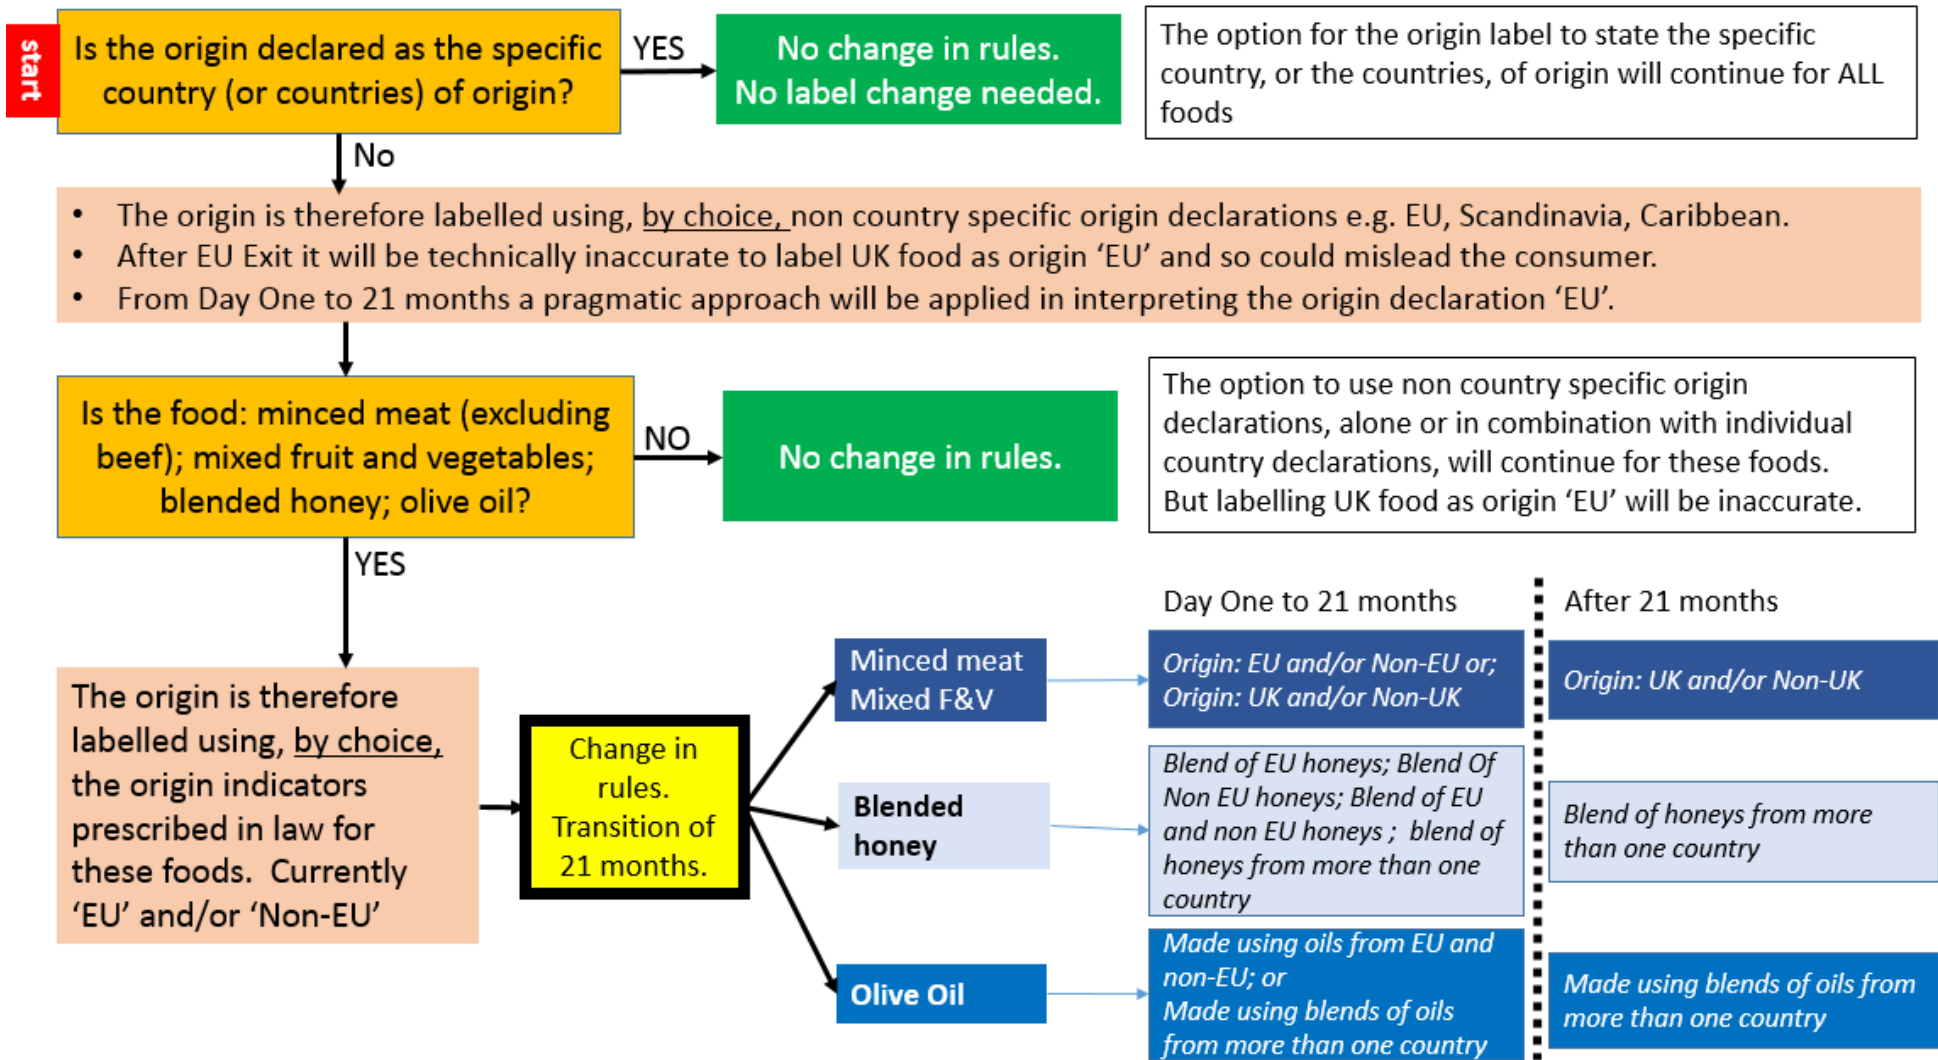 start
Is the origin declared as the specific
country (or countries) of origin?
YES
No change in rules.
No label change needed.
The option for the origin label to state the specific
country, or the countries, of origin will continue for ALL
foods
No
• The origin is therefore labelled using, by choice, non country specific origin declarations e.g. EU, Scandinavia, Caribbean.
• After EU Exit it will be technically inaccurate to label UK food as origin ‘EU’ and so could mislead the consumer.
• From Day One to 21 months a pragmatic approach will be applied in interpreting the origin declaration ‘EU’.
Is the food: minced meat (excluding
beef); mixed fruit and vegetables;
blended honey; olive oil?
NO
No change in rules.
The option to use non country specific origin
declarations, alone or in combination with individual
country declarations, will continue for these foods.
But labelling UK food as origin ‘EU’ will be inaccurate.
YES
The origin is therefore
labelled using, by choice,
the origin indicators
prescribed in law for
these foods.  Currently
‘EU’ and/or ‘Non-EU’
Change in
rules.
Transition of
21 months.
Day One to 21 months
After 21 months
Minced meat
Mixed F&V
Origin: EU and/or Non-EU or;
Origin: UK and/or Non-UK
Origin: UK and/or Non-UK
Blended
honey
Blend of EU honeys; Blend Of
Non EU honeys; Blend of EU
and non EU honeys ;  blend of
honeys from more than one
country
Blend of honeys from more
than one country
Olive Oil
Made using oils from EU and
non-EU; or
Made using blends of oils
from more than one country
Made using blends of oils from
more than one country